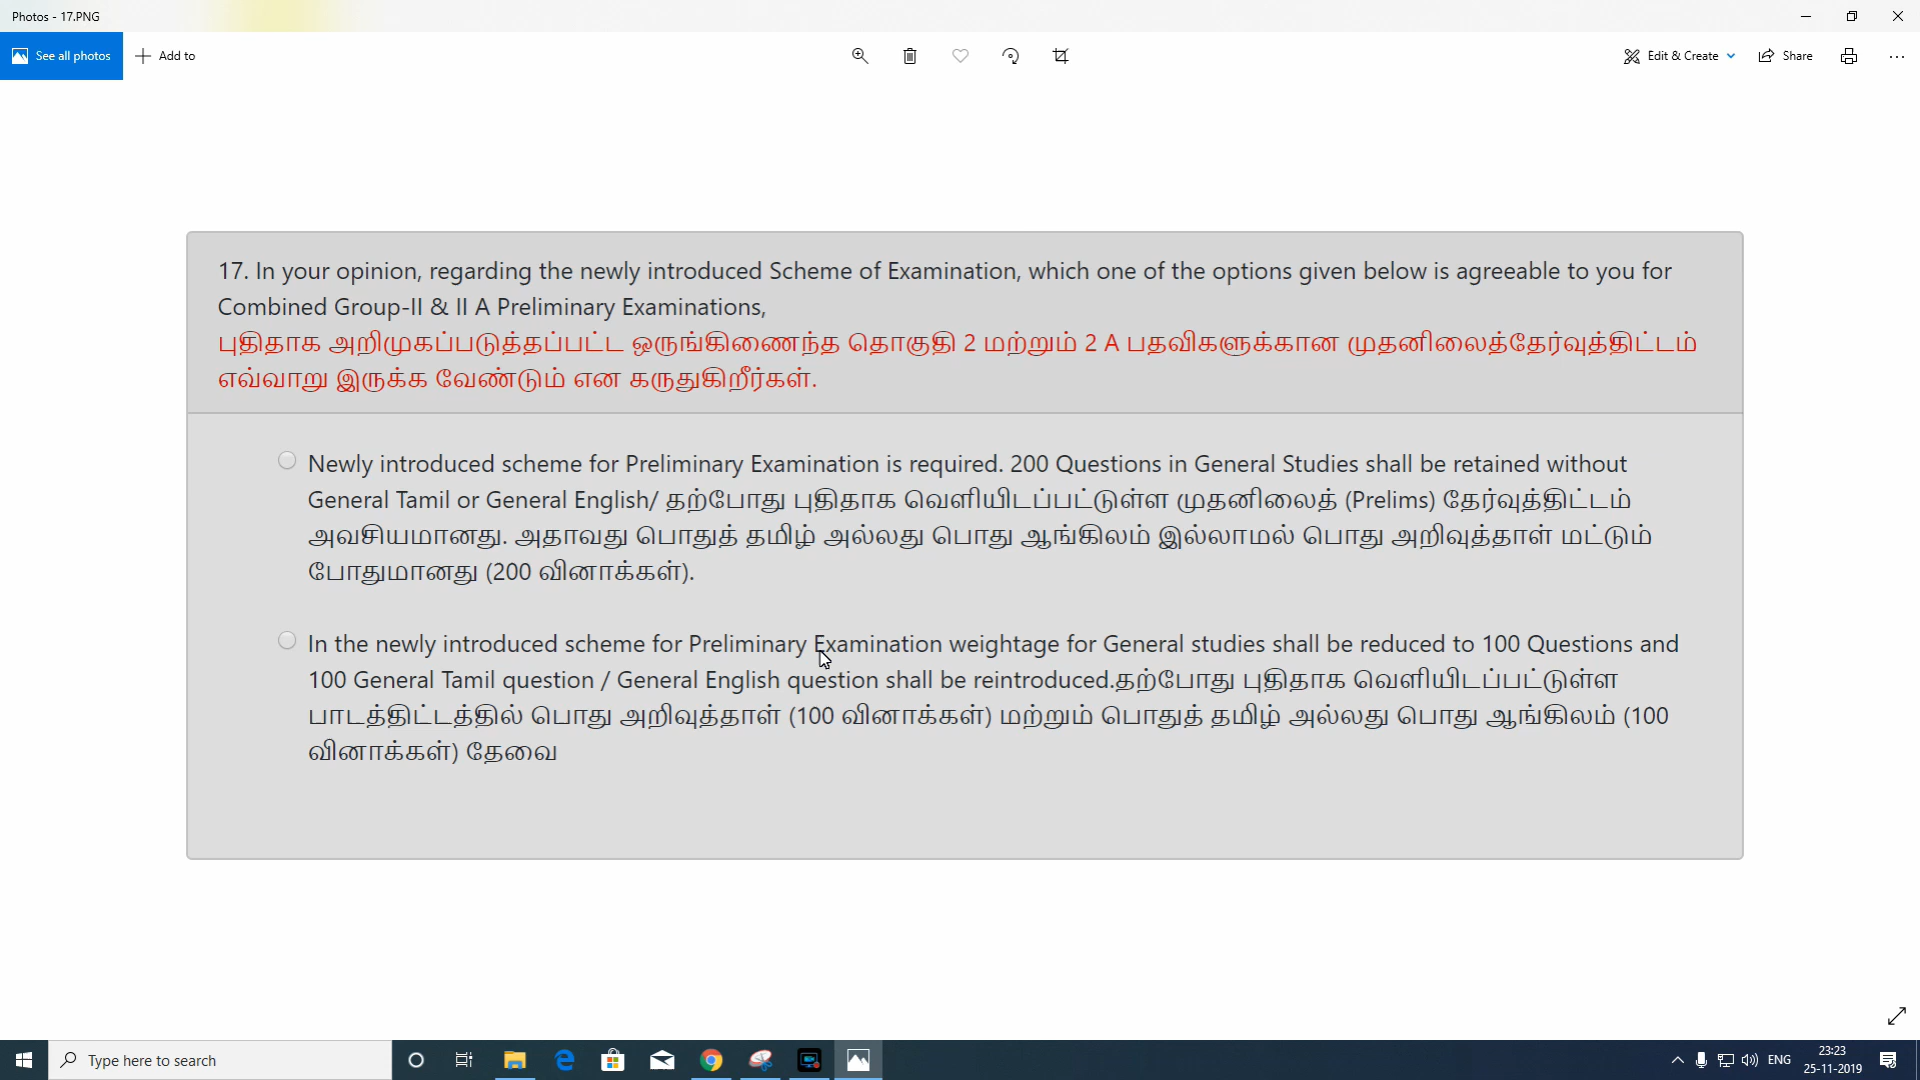 Photos - 17.PNG
See all photos
Add to
Edit & Create
Share
17. In your opinion, regarding the newly introduced Scheme of Examination, which one of the options given below is agreeable to you for
Combined Group-II & II A Preliminary Examinations,
புதிதாக அறிமுகப்படுத்தப்பட்ட ஒருங்கிணைந்த தொகுதி 2 மற்றும் 2 A பதவிகளுக்கான முதனிலைத்தேர்வுத்திட்டம்
எவ்வாறு இருக்க வேண்டும் என கருதுகிறீர்கள்.
Newly introduced scheme for Preliminary Examination is required. 200 Questions in General Studies shall be retained without
General Tamil or General English/ தற்போது புதிதாக வெளியிடப்பட்டுள்ள முதனிலைத் (Prelims) தேர்வுத்திட்டம்
அவசியமானது. அதாவது பொதுத் தமிழ் அல்லது பொது ஆங்கிலம் இல்லாமல் பொது அறிவுத்தாள் மட்டும்
போதுமானது (200 வினாக்கள்).
In the newly introduced scheme for Preliminary Examination weightage for General studies shall be reduced to 100 Questions and
100 General Tamil question / General English question shall be reintroduced.தற்போது புதிதாக வெளியிடப்பட்டுள்ள
பாடத்திட்டத்தில் பொது அறிவுத்தாள் (100 வினாக்கள்) மற்றும் பொதுத் தமிழ் அல்லது பொது ஆங்கிலம் (100
வினாக்கள்) தேவை
Type here to search
ENG
23:23
25-11-2019